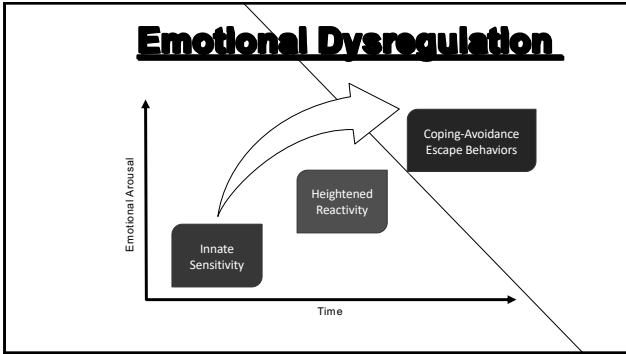 Emotional Dysregulation
Coping-Avoidance
Escape Behaviors
Heightened
Reactivity
Innate
Sensitivity
Emotional Arousal
Time